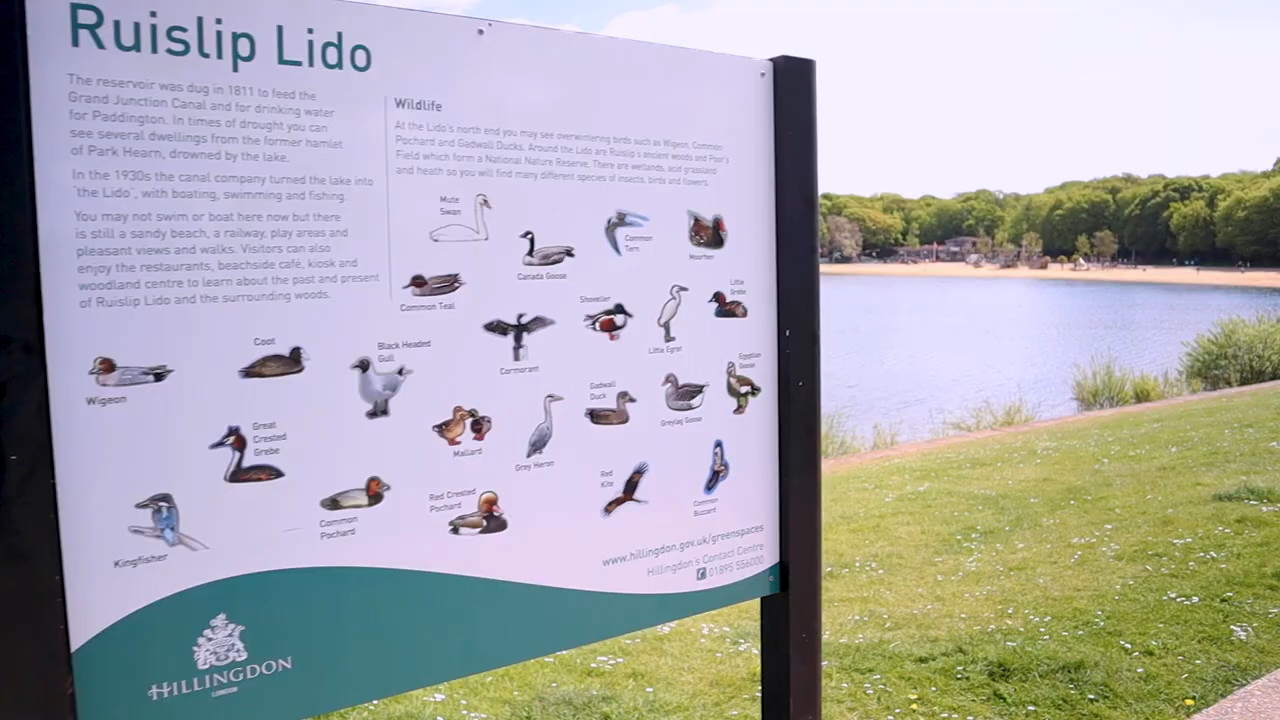 Ruislip Lido
The reservoir was dug in 1811 to feed the
Grand Junction Canal and for drinking water
for Paddington. In times of drought you can
see several dwellings from the former hamlet
of Park Hearn, drowned by the lake.
In the 1930s the canal company turned the lake into
'the Lido', with boating, swimming and fishing.
You may not swim or boat here now but there
is still a sandy beach, a railway, play areas and
pleasant views and walks. Visitors can also
enjoy the restaurants, beachside café, kiosk and
woodland centre to learn about the past and present
of Ruislip Lido and the surrounding woods.
Wildlife
At the Lido's north end you may see overwintering birds such as Wigeon, Common
Pochard and Gadwall Ducks. Around the Lido are Ruislip's ancient woods and Poor's
Field which form a National Nature Reserve. There are wetlands, acid grassland
and heath so you will find many different species of insects, birds and flowers.
Mute
Swan
Canada Goose
Common
Tern
Moorhen
Common Teal
Shoveler
Little
Grebe
Little Egret
Cormorant
Coot
Black Headed
Gull
Wigeon
Egyptian
Goose
Gadwall
Duck
Greylag Goose
Great
Crested
Grebe
Mallard
Grey Heron
Red
Kite
Common
Buzzard
Common
Pochard
Red Crested
Pochard
Kingfisher
www.hillingdon.gov.uk/greenspaces
Hillingdon's Contact Centre
01895 556000
HILLINGDON
LONDON